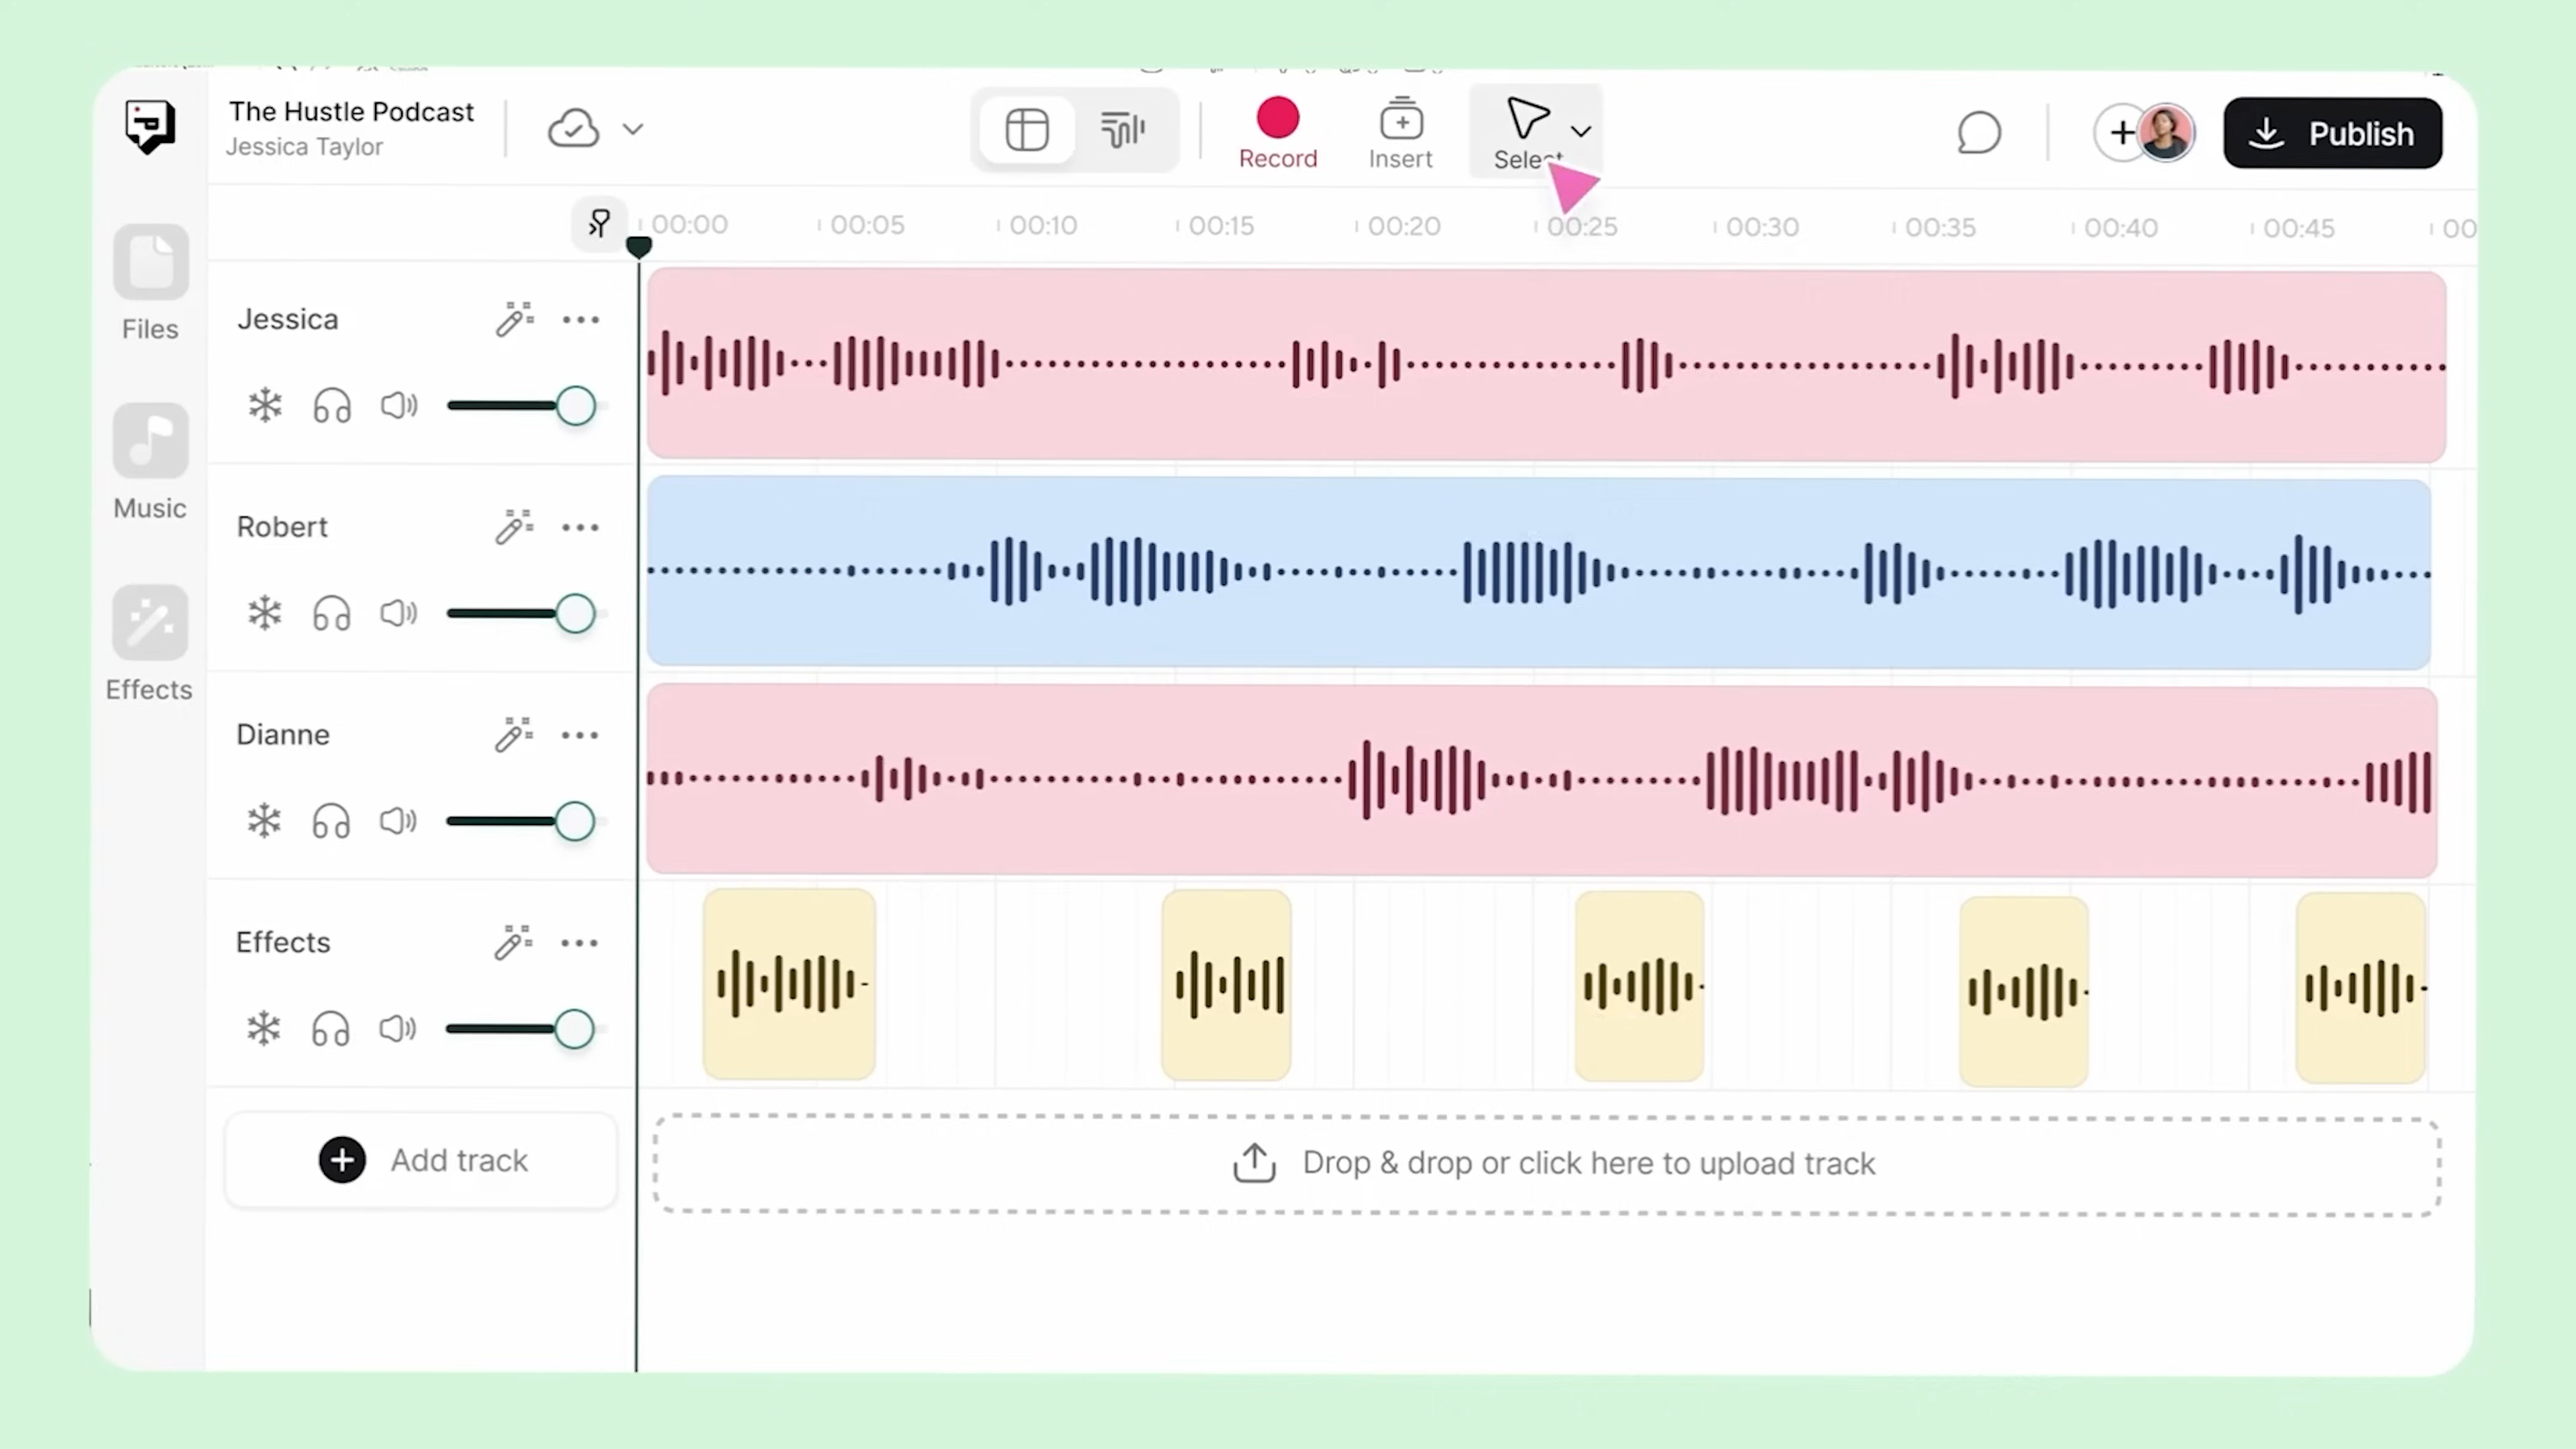 The Hustle Podcast
Jessica Taylor
Record
Insert
Select
Publish
00:00
00:05
00:10
00:15
00:20
00:25
00:30
00:35
00:40
00:45
00
Files
Music
Effects
Jessica
Robert
Dianne
Effects
Add track
Drop & drop or click here to upload track